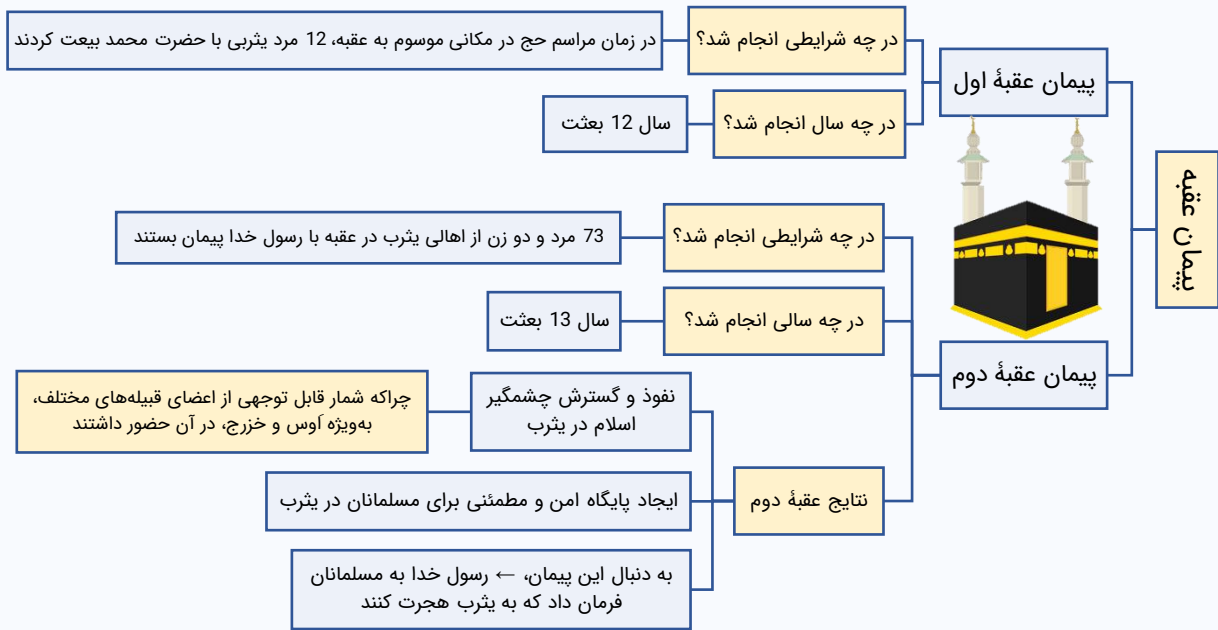 پیمان عقبه
پیمان عقبهٔ اول
در چه شرایطی انجام شد؟
در زمان مراسم حج در مکانی موسوم به عقبه، 12 مرد یثربی با حضرت محمد بیعت کردند
در چه سال انجام شد؟
سال 12 بعثت
پیمان عقبهٔ دوم
در چه شرایطی انجام شد؟
73 مرد و دو زن از اهالی یثرب در عقبه با رسول خدا پیمان بستند
در چه سالی انجام شد؟
سال 13 بعثت
نتایج عقبهٔ دوم
نفوذ و گسترش چشمگیر
اسلام در یثرب
چراکه شمار قابل توجهی از اعضای قبیله‌های مختلف،
به‌ویژه اَوس و خزرج، در آن حضور داشتند
ایجاد پایگاه امن و مطمئنی برای مسلمانان در یثرب
به دنبال این پیمان، ← رسول خدا به مسلمانان
فرمان داد که به یثرب هجرت کنند